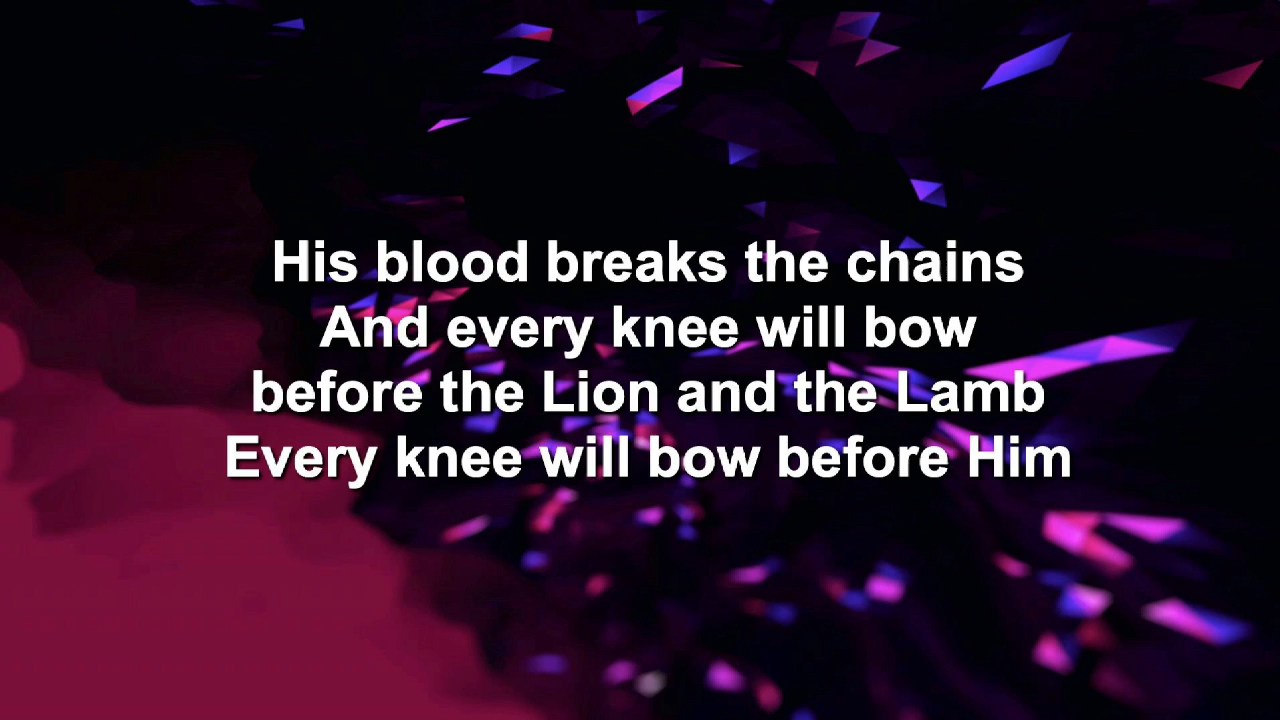 His blood breaks the chains
And every knee will bow
before the Lion and the Lamb
Every knee will bow before Him